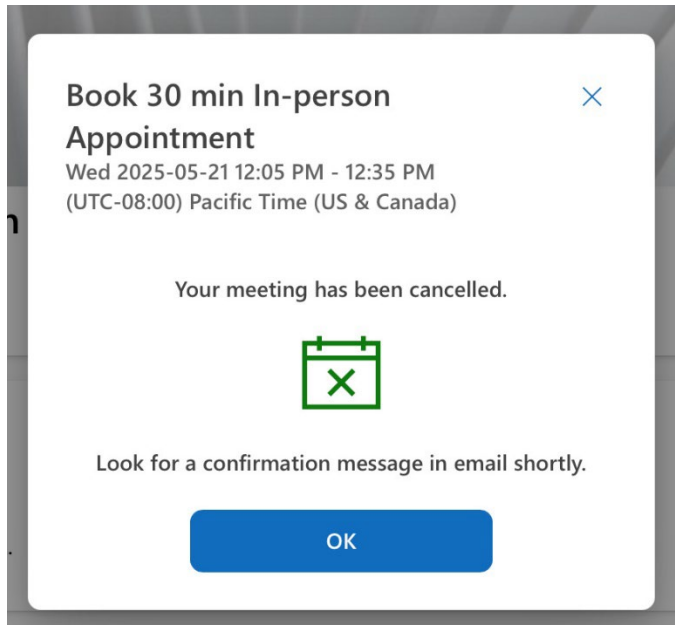 Book 30 min In-person
Appointment
Wed 2025-05-21 12:05 PM - 12:35 PM
(UTC-08:00) Pacific Time (US & Canada)
Your meeting has been cancelled.
Look for a confirmation message in email shortly.
OK